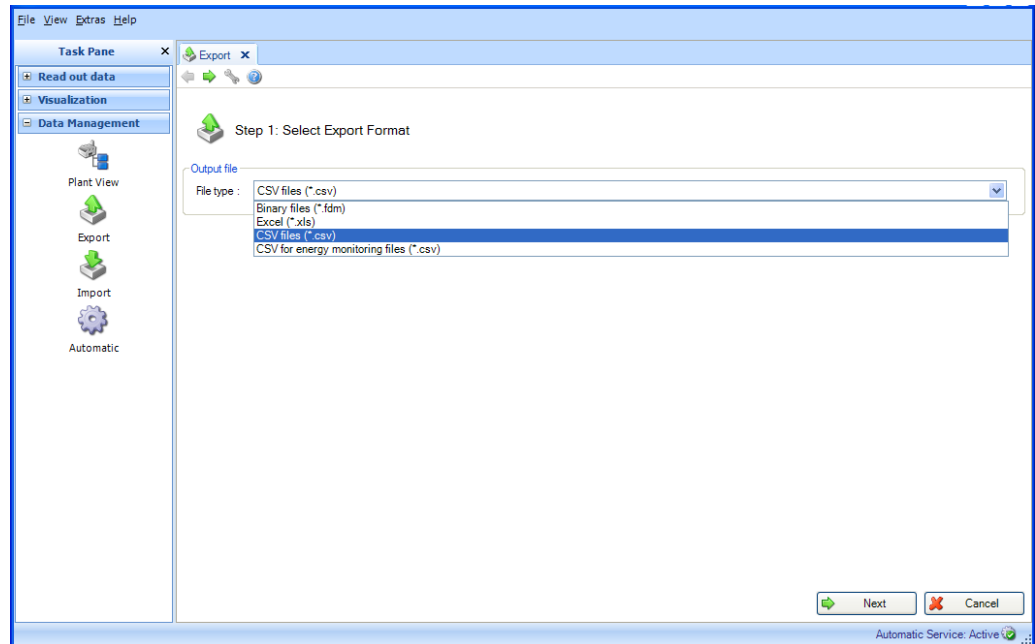 File View Extras Help
Task Pane
Read out data
Visualization
Data Management
Plant View
Export
Import
Automatic
Export
Step 1: Select Export Format
Output file
File type : CSV files (*.csv)
Binary files (*.fdm)
Excel (*.xls)
CSV files (*.csv)
CSV for energy monitoring files (*.csv)
Next Cancel
Automatic Service: Active